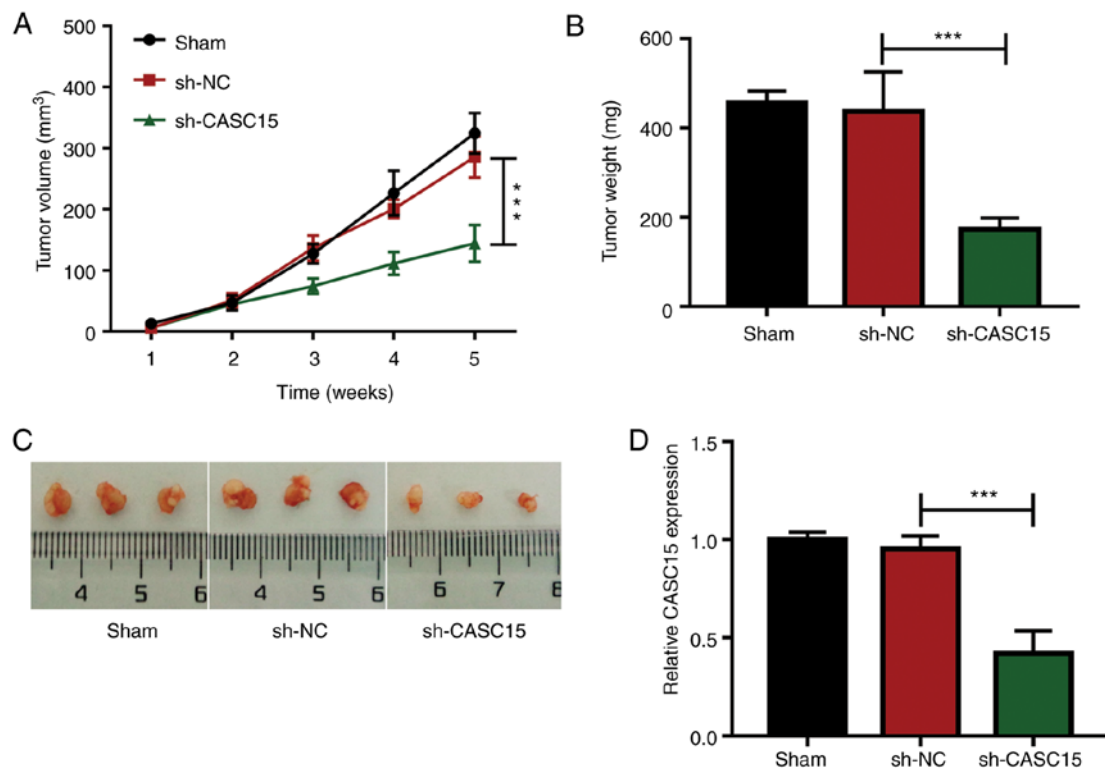 A
500
400
300
200
100
0
Tumor volume (mm³)
Sham
sh-NC
sh-CASC15
***
1 2 3 4 5
Time (weeks)
B
600
400
200
0
Tumor weight (mg)
***
Sham sh-NC sh-CASC15
C
4 5 6
4 5 6
6 7 8
Sham sh-NC sh-CASC15
D
1.5
1.0
0.5
0.0
Relative CASC15 expression
***
Sham sh-NC sh-CASC15